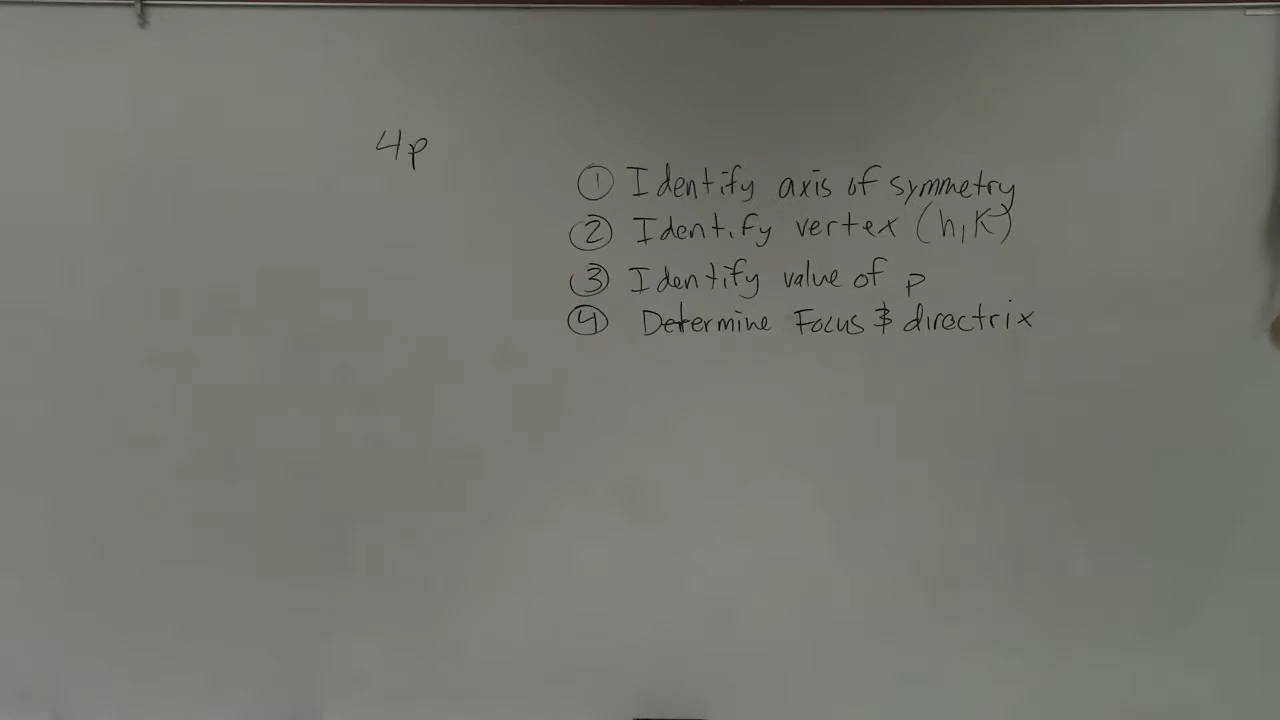 4p
① Identify axis of symmetry
② Identify vertex (h,K)
③ Identify value of p
④ Determine Focus & directrix